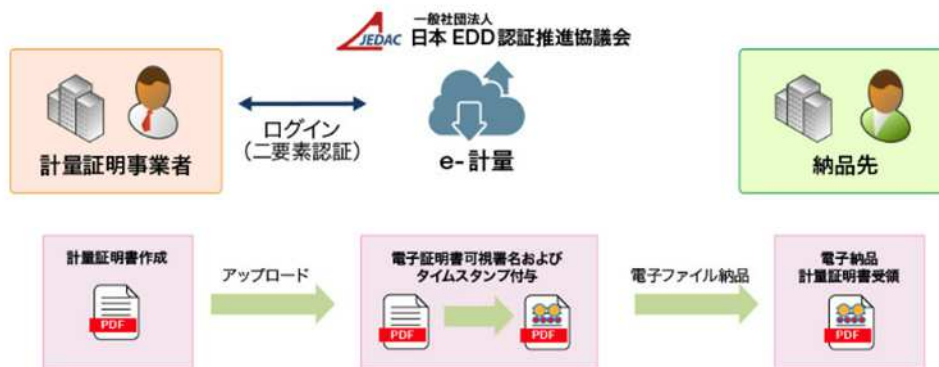 一般社団法人
JEDAC 日本 EDD 認証推進協議会
計量証明事業者
ログイン
（二要素認証）
e-計量
納品先
計量証明書作成
PDF
アップロード
電子証明書可視署名および
タイムスタンプ付与
PDF
PDF
電子ファイル納品
電子納品
計量証明書受領
PDF